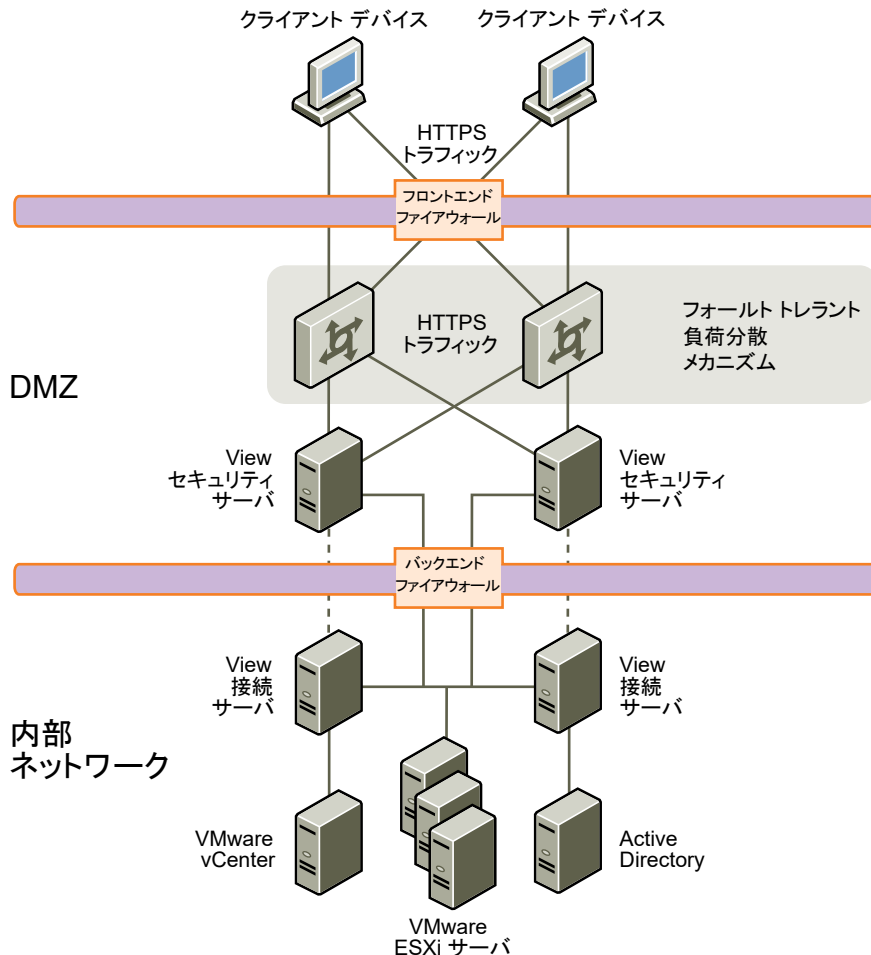 クライアント デバイス
クライアント デバイス
HTTPS
トラフィック
フロントエンド
ファイアウォール
HTTPS
トラフィック
フォールト トレラント
負荷分散
メカニズム
DMZ
View
セキュリティ
サーバ
View
セキュリティ
サーバ
バックエンド
ファイアウォール
View
接続
サーバ
View
接続
サーバ
内部
ネットワーク
VMware
vCenter
Active
Directory
VMware
ESXi サーバ